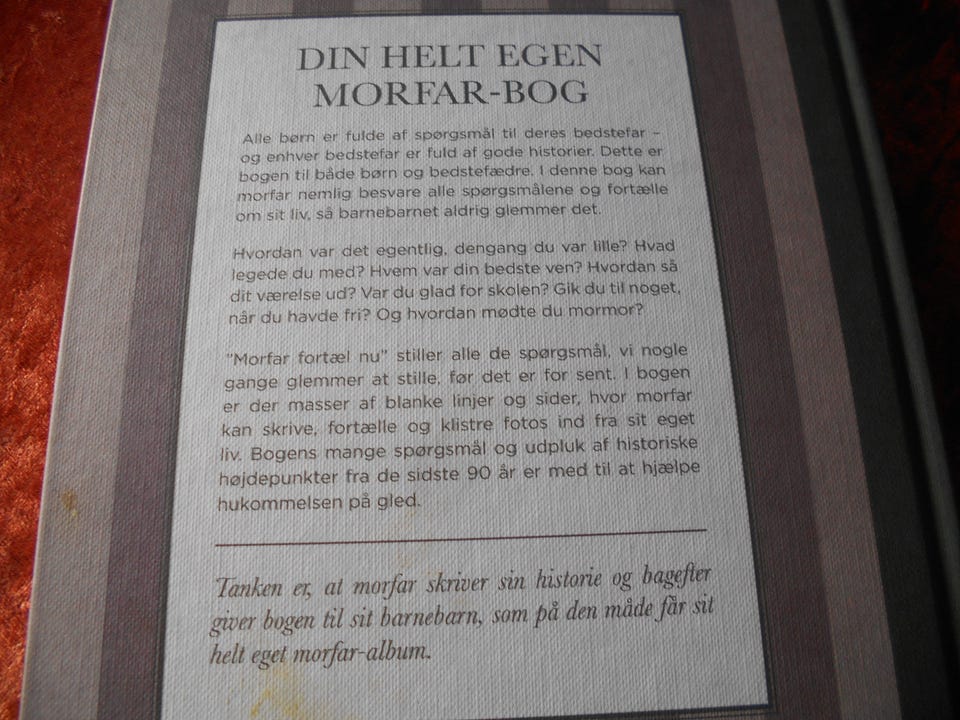 DIN HELT EGEN
MORFAR-BOG
Alle børn er fulde af spørgsmål til deres bedstefar –
og enhver bedstefar er fuld af gode historier. Dette er
bogen til både børn og bedstefædre. I denne bog kan
morfar nemlig besvare alle spørgsmålene og fortælle
om sit liv, så barnebarnet aldrig glemmer det.
Hvordan var det egentlig, dengang du var lille? Hvad
legede du med? Hvem var din bedste ven? Hvordan så
dit værelse ud? Var du glad for skolen? Gik du til noget,
når du havde fri? Og hvordan mødte du mormor?
"Morfar fortæl nu" stiller alle de spørgsmål, vi nogle
gange glemmer at stille, før det er for sent. I bogen
er der masser af blanke linjer og sider, hvor morfar
kan skrive, fortælle og klistre fotos ind fra sit eget
liv. Bogens mange spørgsmål og udpluk af historiske
højdepunkter fra de sidste 90 år er med til at hjælpe
hukommelsen på gled.
Tanken er, at morfar skriver sin historie og bagefter
giver bogen til sit barnebarn, som på den måde får sit
helt eget morfar-album.